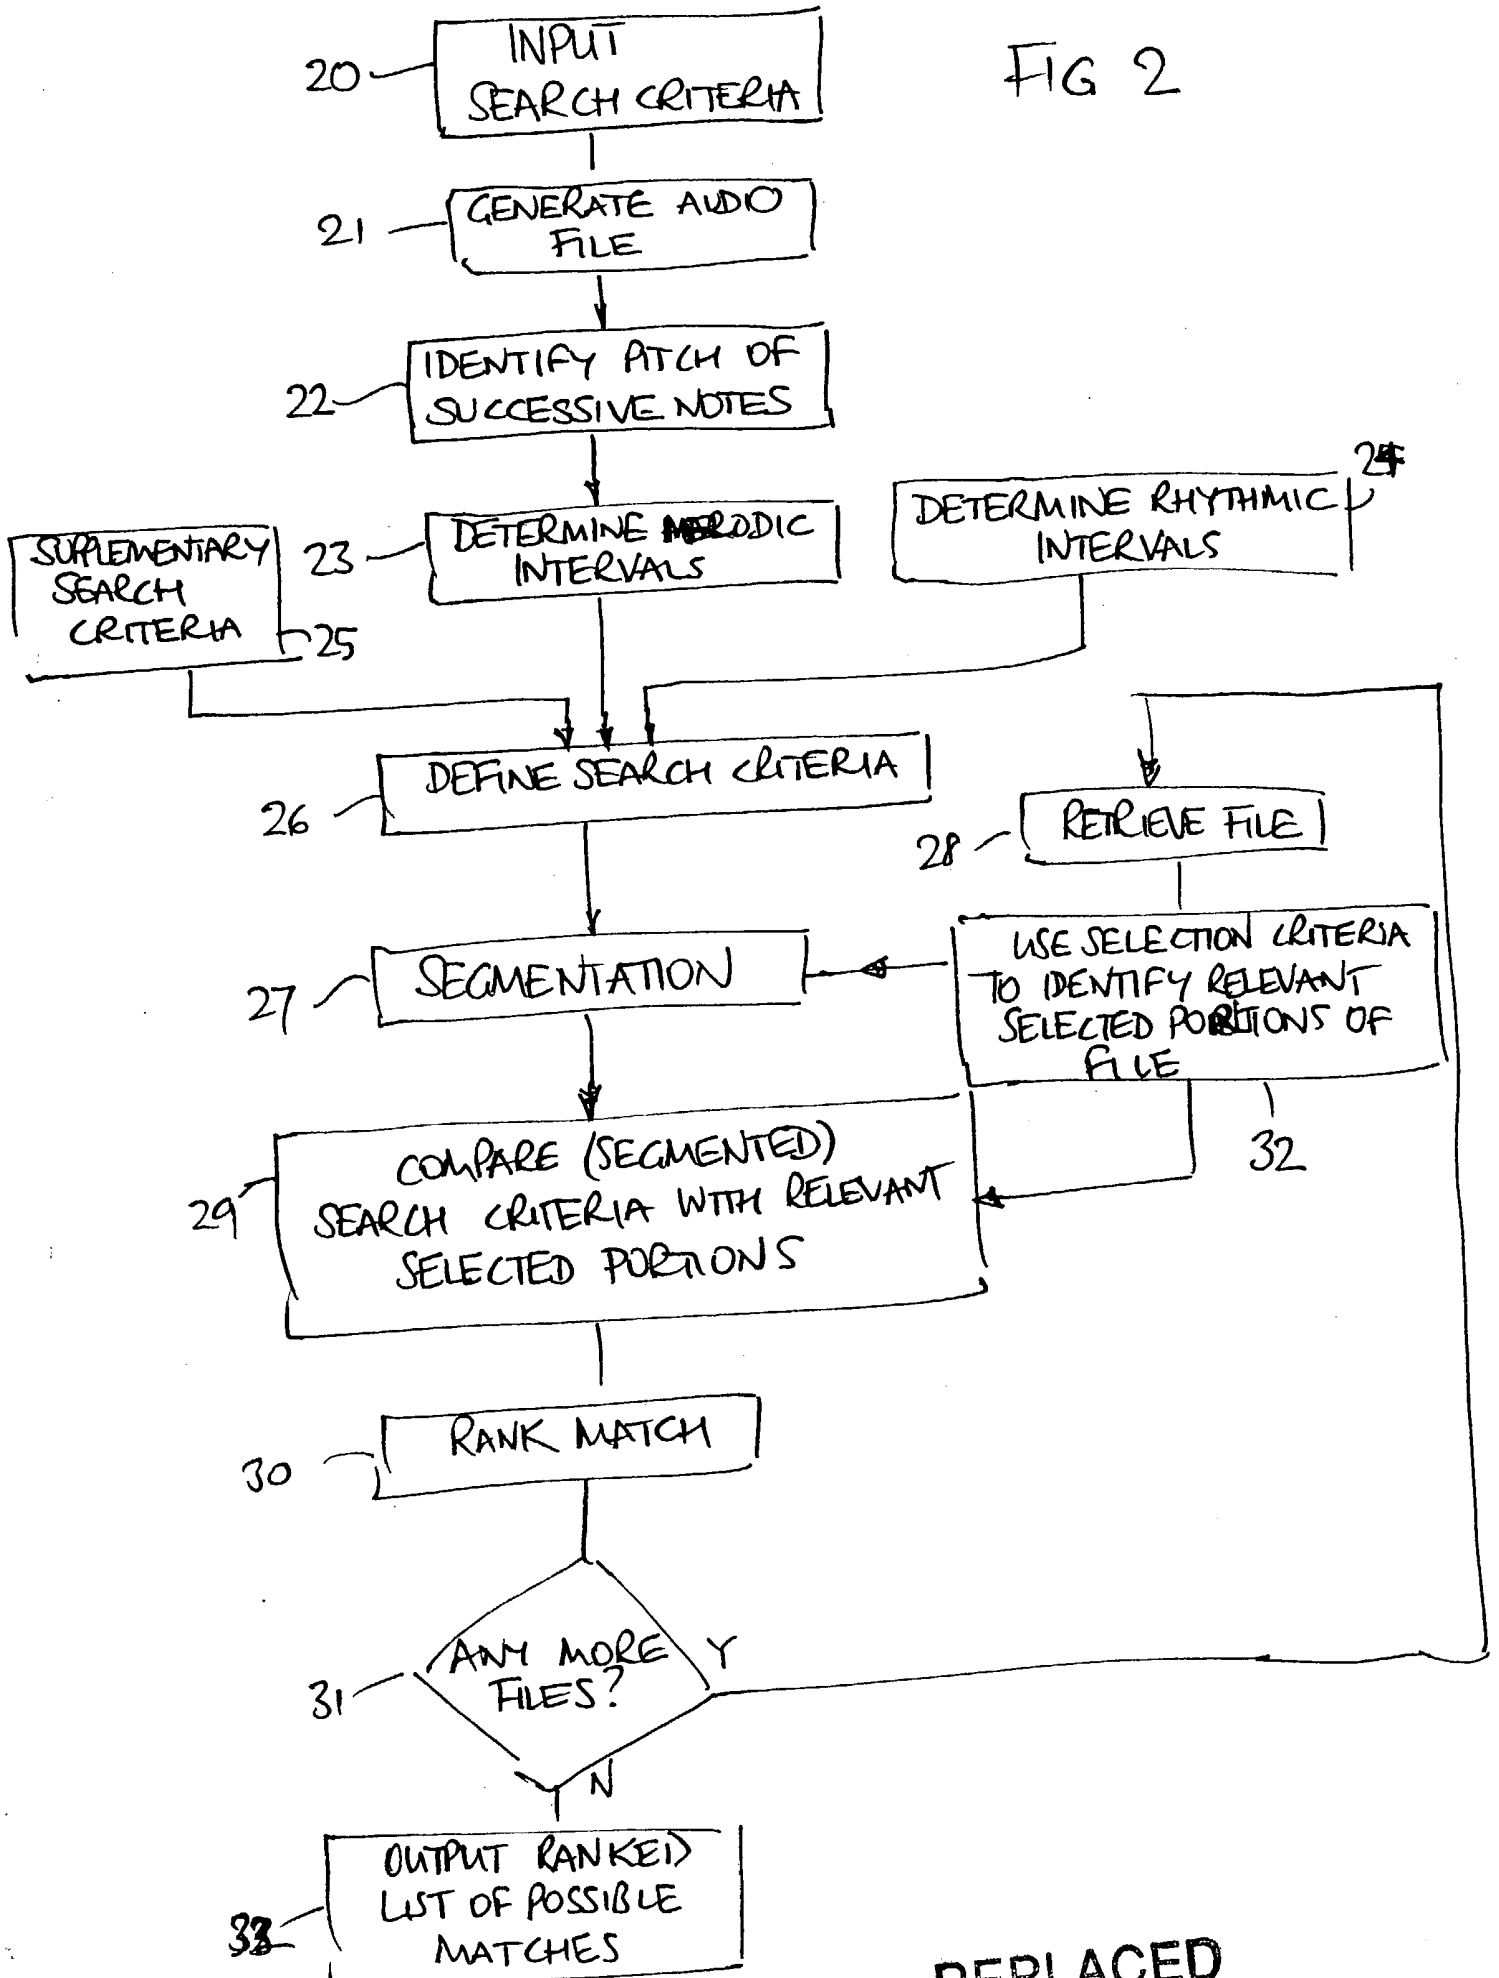 FIG 2
20
INPUT
SEARCH CRITERIA
21
GENERATE AUDIO
FILE
22
IDENTIFY PITCH OF
SUCCESSIVE NOTES
23
DETERMINE MELODIC
INTERVALS
24
DETERMINE RHYTHMIC
INTERVALS
SUPPLEMENTARY
SEARCH
CRITERIA
25
26
DEFINE SEARCH CRITERIA
28
RETRIEVE FILE
27
SEGMENTATION
USE SELECTION CRITERIA
TO IDENTIFY RELEVANT
SELECTED PORTIONS OF
FILE
32
29
COMPARE (SEGMENTED)
SEARCH CRITERIA WITH RELEVANT
SELECTED PORTIONS
30
RANK MATCH
31
ANY MORE
FILES?
Y
N
33
OUTPUT RANKED
LIST OF POSSIBLE
MATCHES
REPLACED